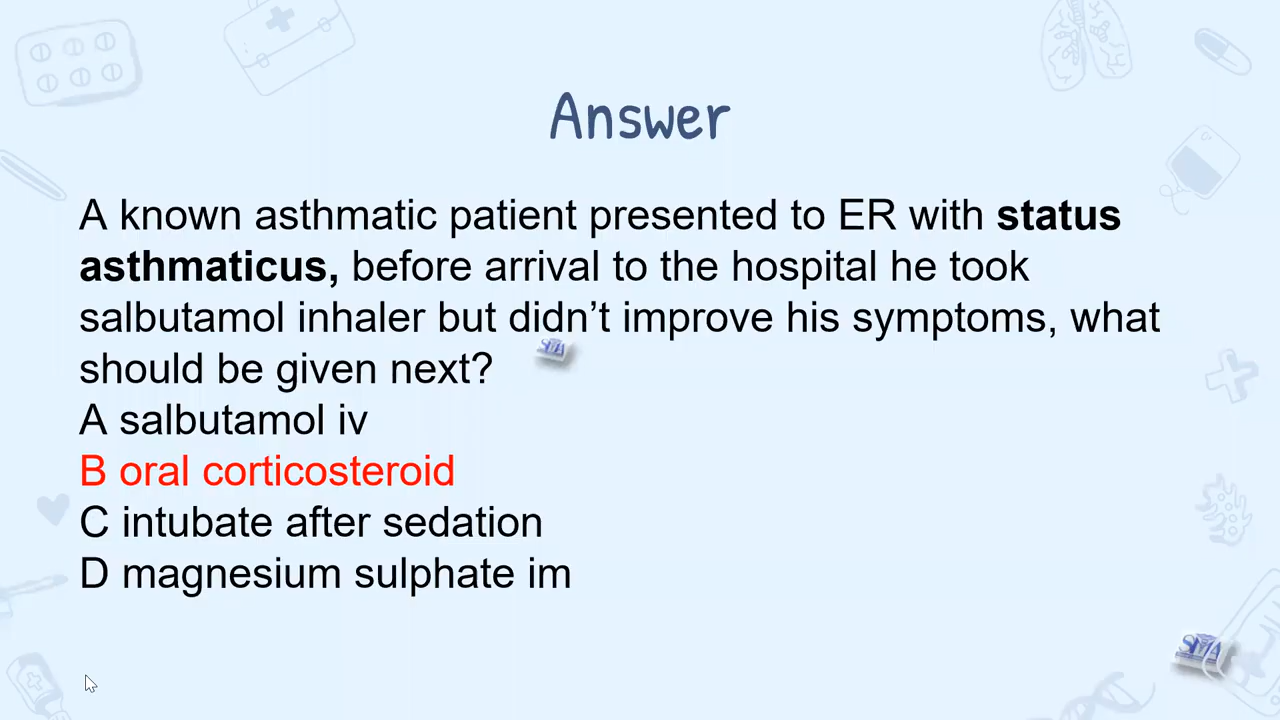 Answer
A known asthmatic patient presented to ER with status
asthmaticus, before arrival to the hospital he took
salbutamol inhaler but didn’t improve his symptoms, what
should be given next?
A salbutamol iv
B oral corticosteroid
C intubate after sedation
D magnesium sulphate im